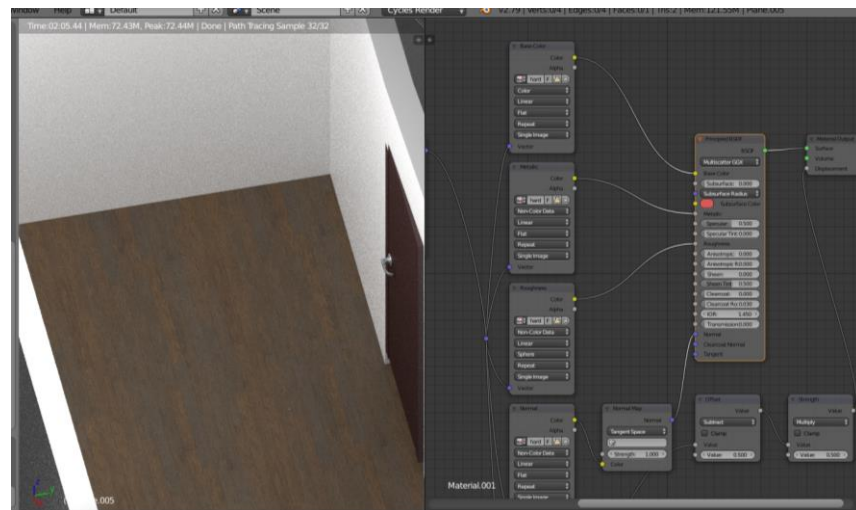 Window Help Default Scene Cycles Render v2.79 | Verts:0/4 | Edges:0/4 | Faces:0/1 | Tris:2 | Mem:121.55M | Plane.005
Time:02:05.44 | Mem:72.43M, Peak:72.44M | Done | Path Tracing Sample 32/32
Base Color
Color
Alpha
Color
Linear
Flat
Repeat
Single Image
Vector
Metallic
Color
Alpha
Non-Color Data
Linear
Flat
Repeat
Single Image
Vector
Roughness
Color
Alpha
Non-Color Data
Linear
Sphere
Repeat
Single Image
Vector
Normal
Color
Alpha
Non-Color Data
Linear
Flat
Repeat
Single Image
Normal Map
Normal
Tangent Space
Strength: 1.000
Color
Principled BSDF
BSDF
Multiscatter GGX
Base Color
Subsurface: 0.000
Subsurface Radius
Subsurface Color
Metallic
Specular: 0.500
Specular Tint: 0.000
Roughness
Anisotropic: 0.000
Anisotropic R: 0.000
Sheen: 0.000
Sheen Tint: 0.500
Clearcoat: 0.000
Clearcoat Ro: 0.030
IOR: 1.450
Transmission: 0.000
Normal
Clearcoat Normal
Tangent
Material Output
Surface
Volume
Displacement
Offset
Value
Subtract
Clamp
Value
Value: 0.500
Strength
Value
Multiply
Clamp
Value
Value: 0.500
.005
Material.001